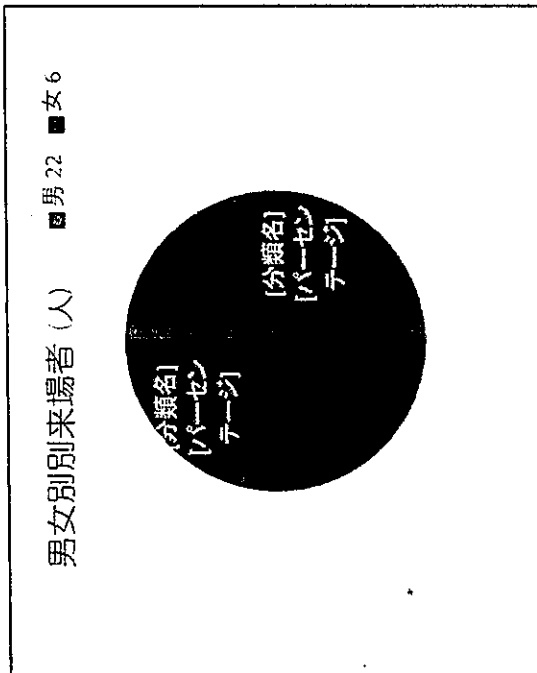 男女別別来場者（人）
男 22 女 6
[分類名]
[パーセン
テージ]
[分類名]
[パーセン
テージ]